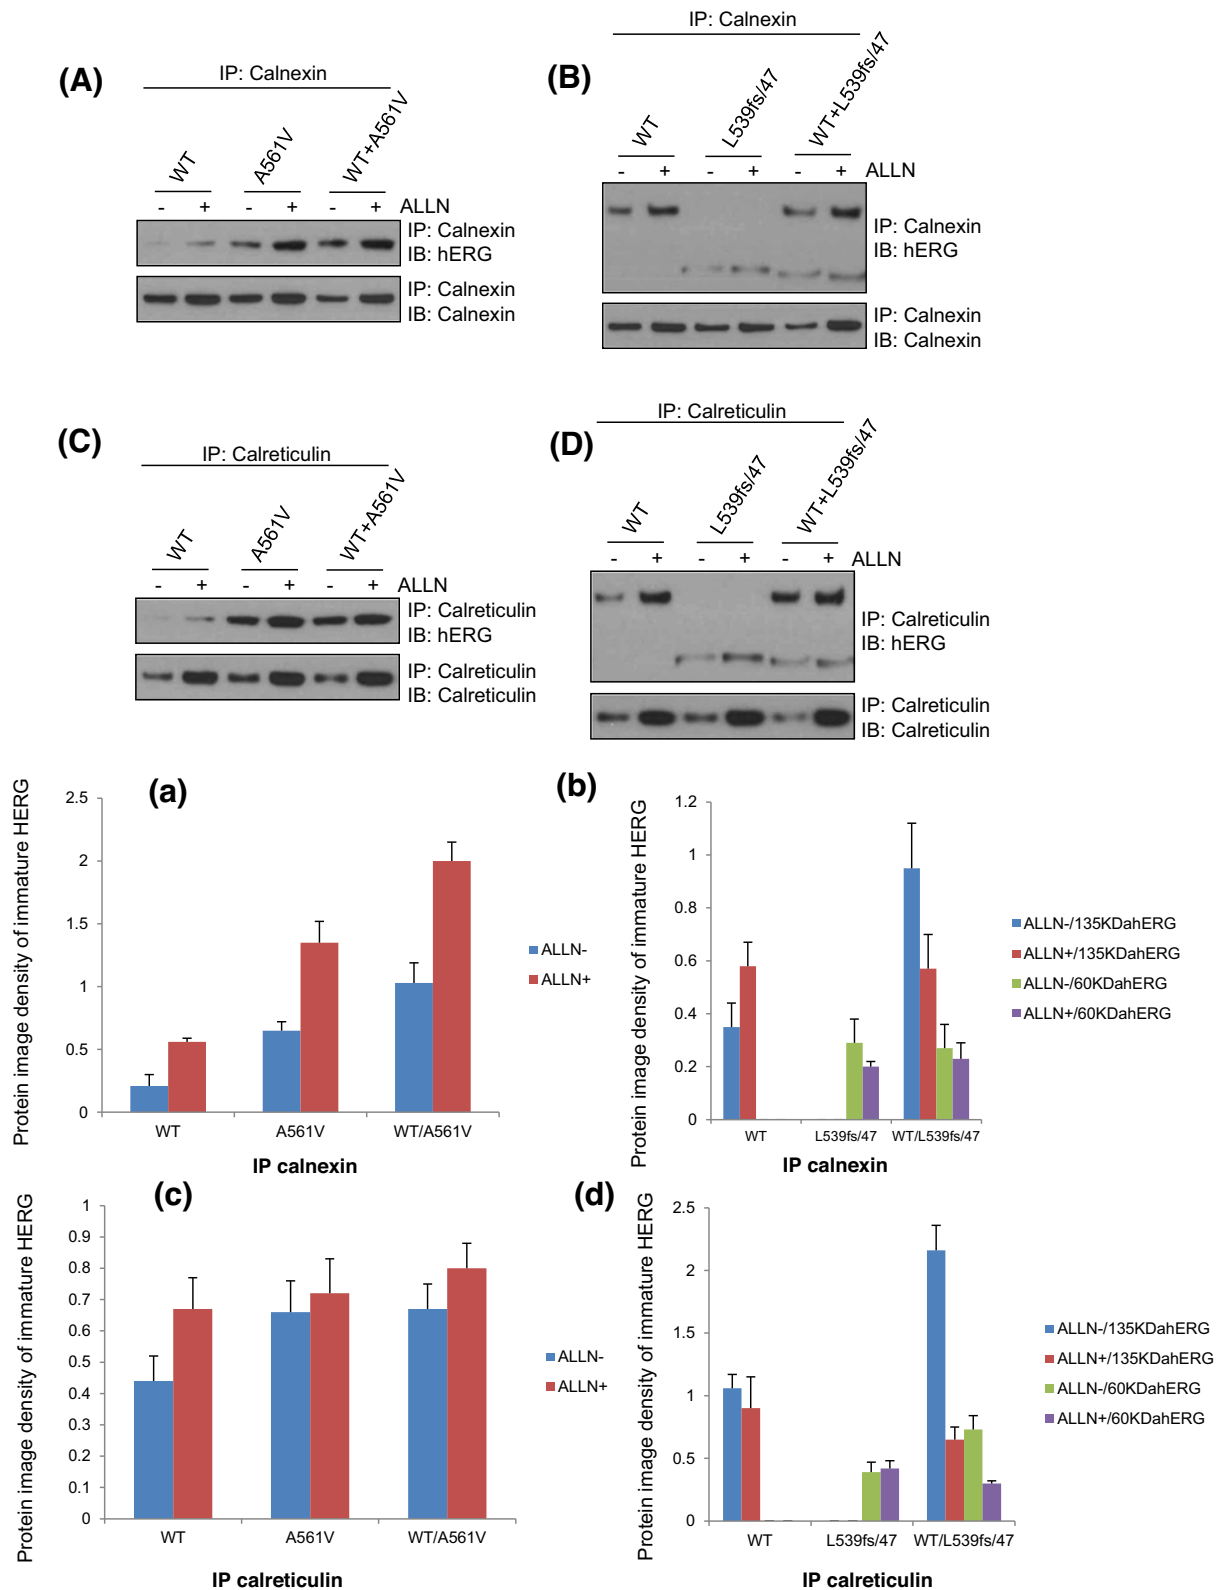 (A)
IP: Calnexin
WT
A561V
WT+A561V
- + - + - + ALLN
IP: Calnexin
IB: hERG
IP: Calnexin
IB: Calnexin
(B)
IP: Calnexin
WT
L539fs/47
WT+L539fs/47
- + - + - + ALLN
IP: Calnexin
IB: hERG
IP: Calnexin
IB: Calnexin
(C)
IP: Calreticulin
WT
A561V
WT+A561V
- + - + - + ALLN
IP: Calreticulin
IB: hERG
IP: Calreticulin
IB: Calreticulin
(D)
IP: Calreticulin
WT
L539fs/47
WT+L539fs/47
- + - + - + ALLN
IP: Calreticulin
IB: hERG
IP: Calreticulin
IB: Calreticulin
(a)
Protein image density of immature HERG
2.5
2
1.5
1
0.5
0
WT A561V WT/A561V
IP calnexin
ALLN-
ALLN+
(b)
Protein image density of immature HERG
1.2
1
0.8
0.6
0.4
0.2
0
WT L539fs/47 WT/L539fs/47
IP calnexin
ALLN-/135KDahERG
ALLN+/135KDahERG
ALLN-/60KDahERG
ALLN+/60KDahERG
(c)
Protein image density of immature HERG
1
0.9
0.8
0.7
0.6
0.5
0.4
0.3
0.2
0.1
0
WT A561V WT/A561V
IP calreticulin
ALLN-
ALLN+
(d)
Protein image density of immature HERG
2.5
2
1.5
1
0.5
0
WT L539fs/47 WT/L539fs/47
IP calreticulin
ALLN-/135KDahERG
ALLN+/135KDahERG
ALLN-/60KDahERG
ALLN+/60KDahERG